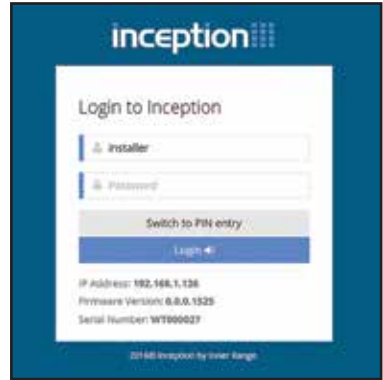 inception
Login to Inception
installer
Password
Switch to PIN entry
Login
IP Address: 192.168.1.126
Firmware Version: 0.0.0.1525
Serial Number: WT000027
Inception by Inner Range